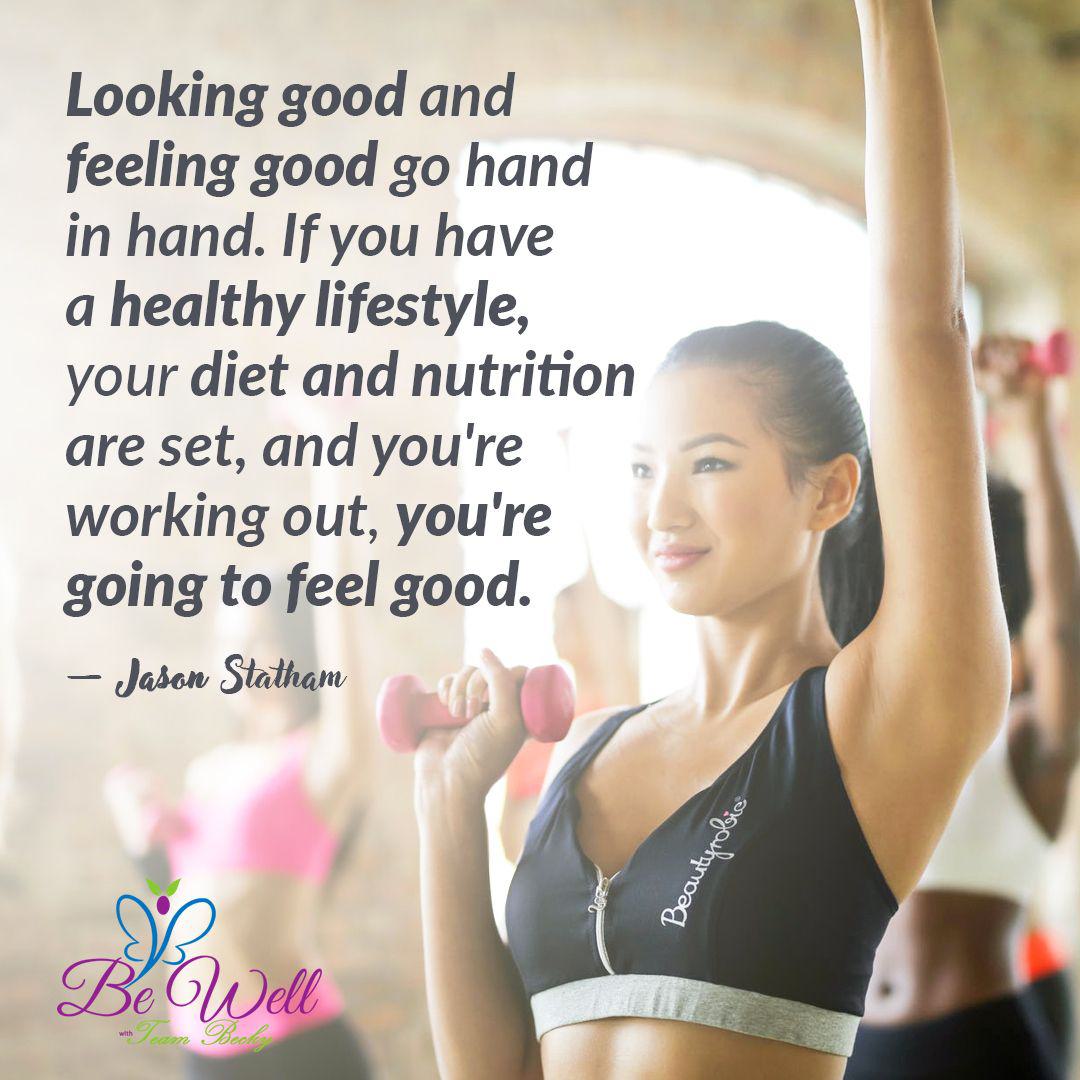 Looking good and
feeling good go hand
in hand. If you have
a healthy lifestyle,
your diet and nutrition
are set, and you're
working out, you're
going to feel good.
— Jason Statham
Beautyrobic®
Be Well
with Team Becky